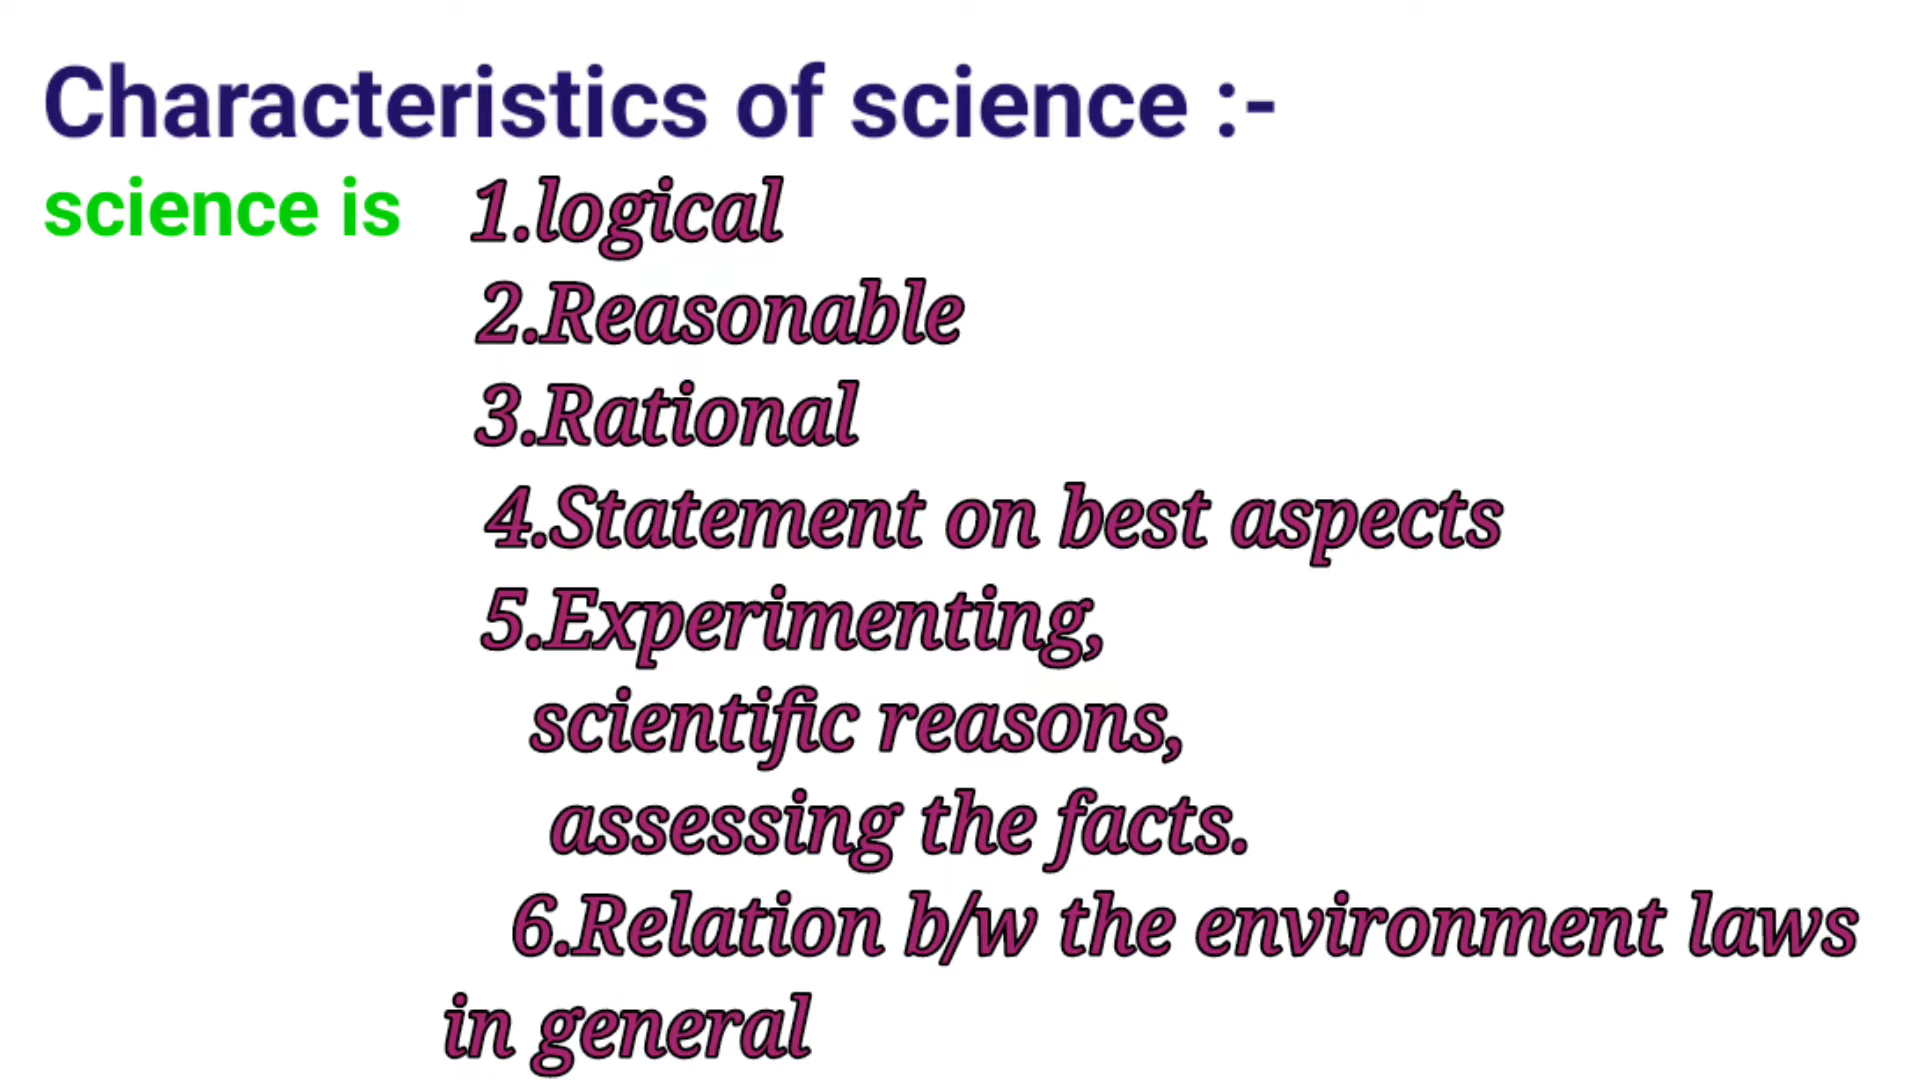 Characteristics of science :-
science is 1.logical
2.Reasonable
3.Rational
4.Statement on best aspects
5.Experimenting,
scientific reasons,
assessing the facts.
6.Relation b/w the environment laws
in general